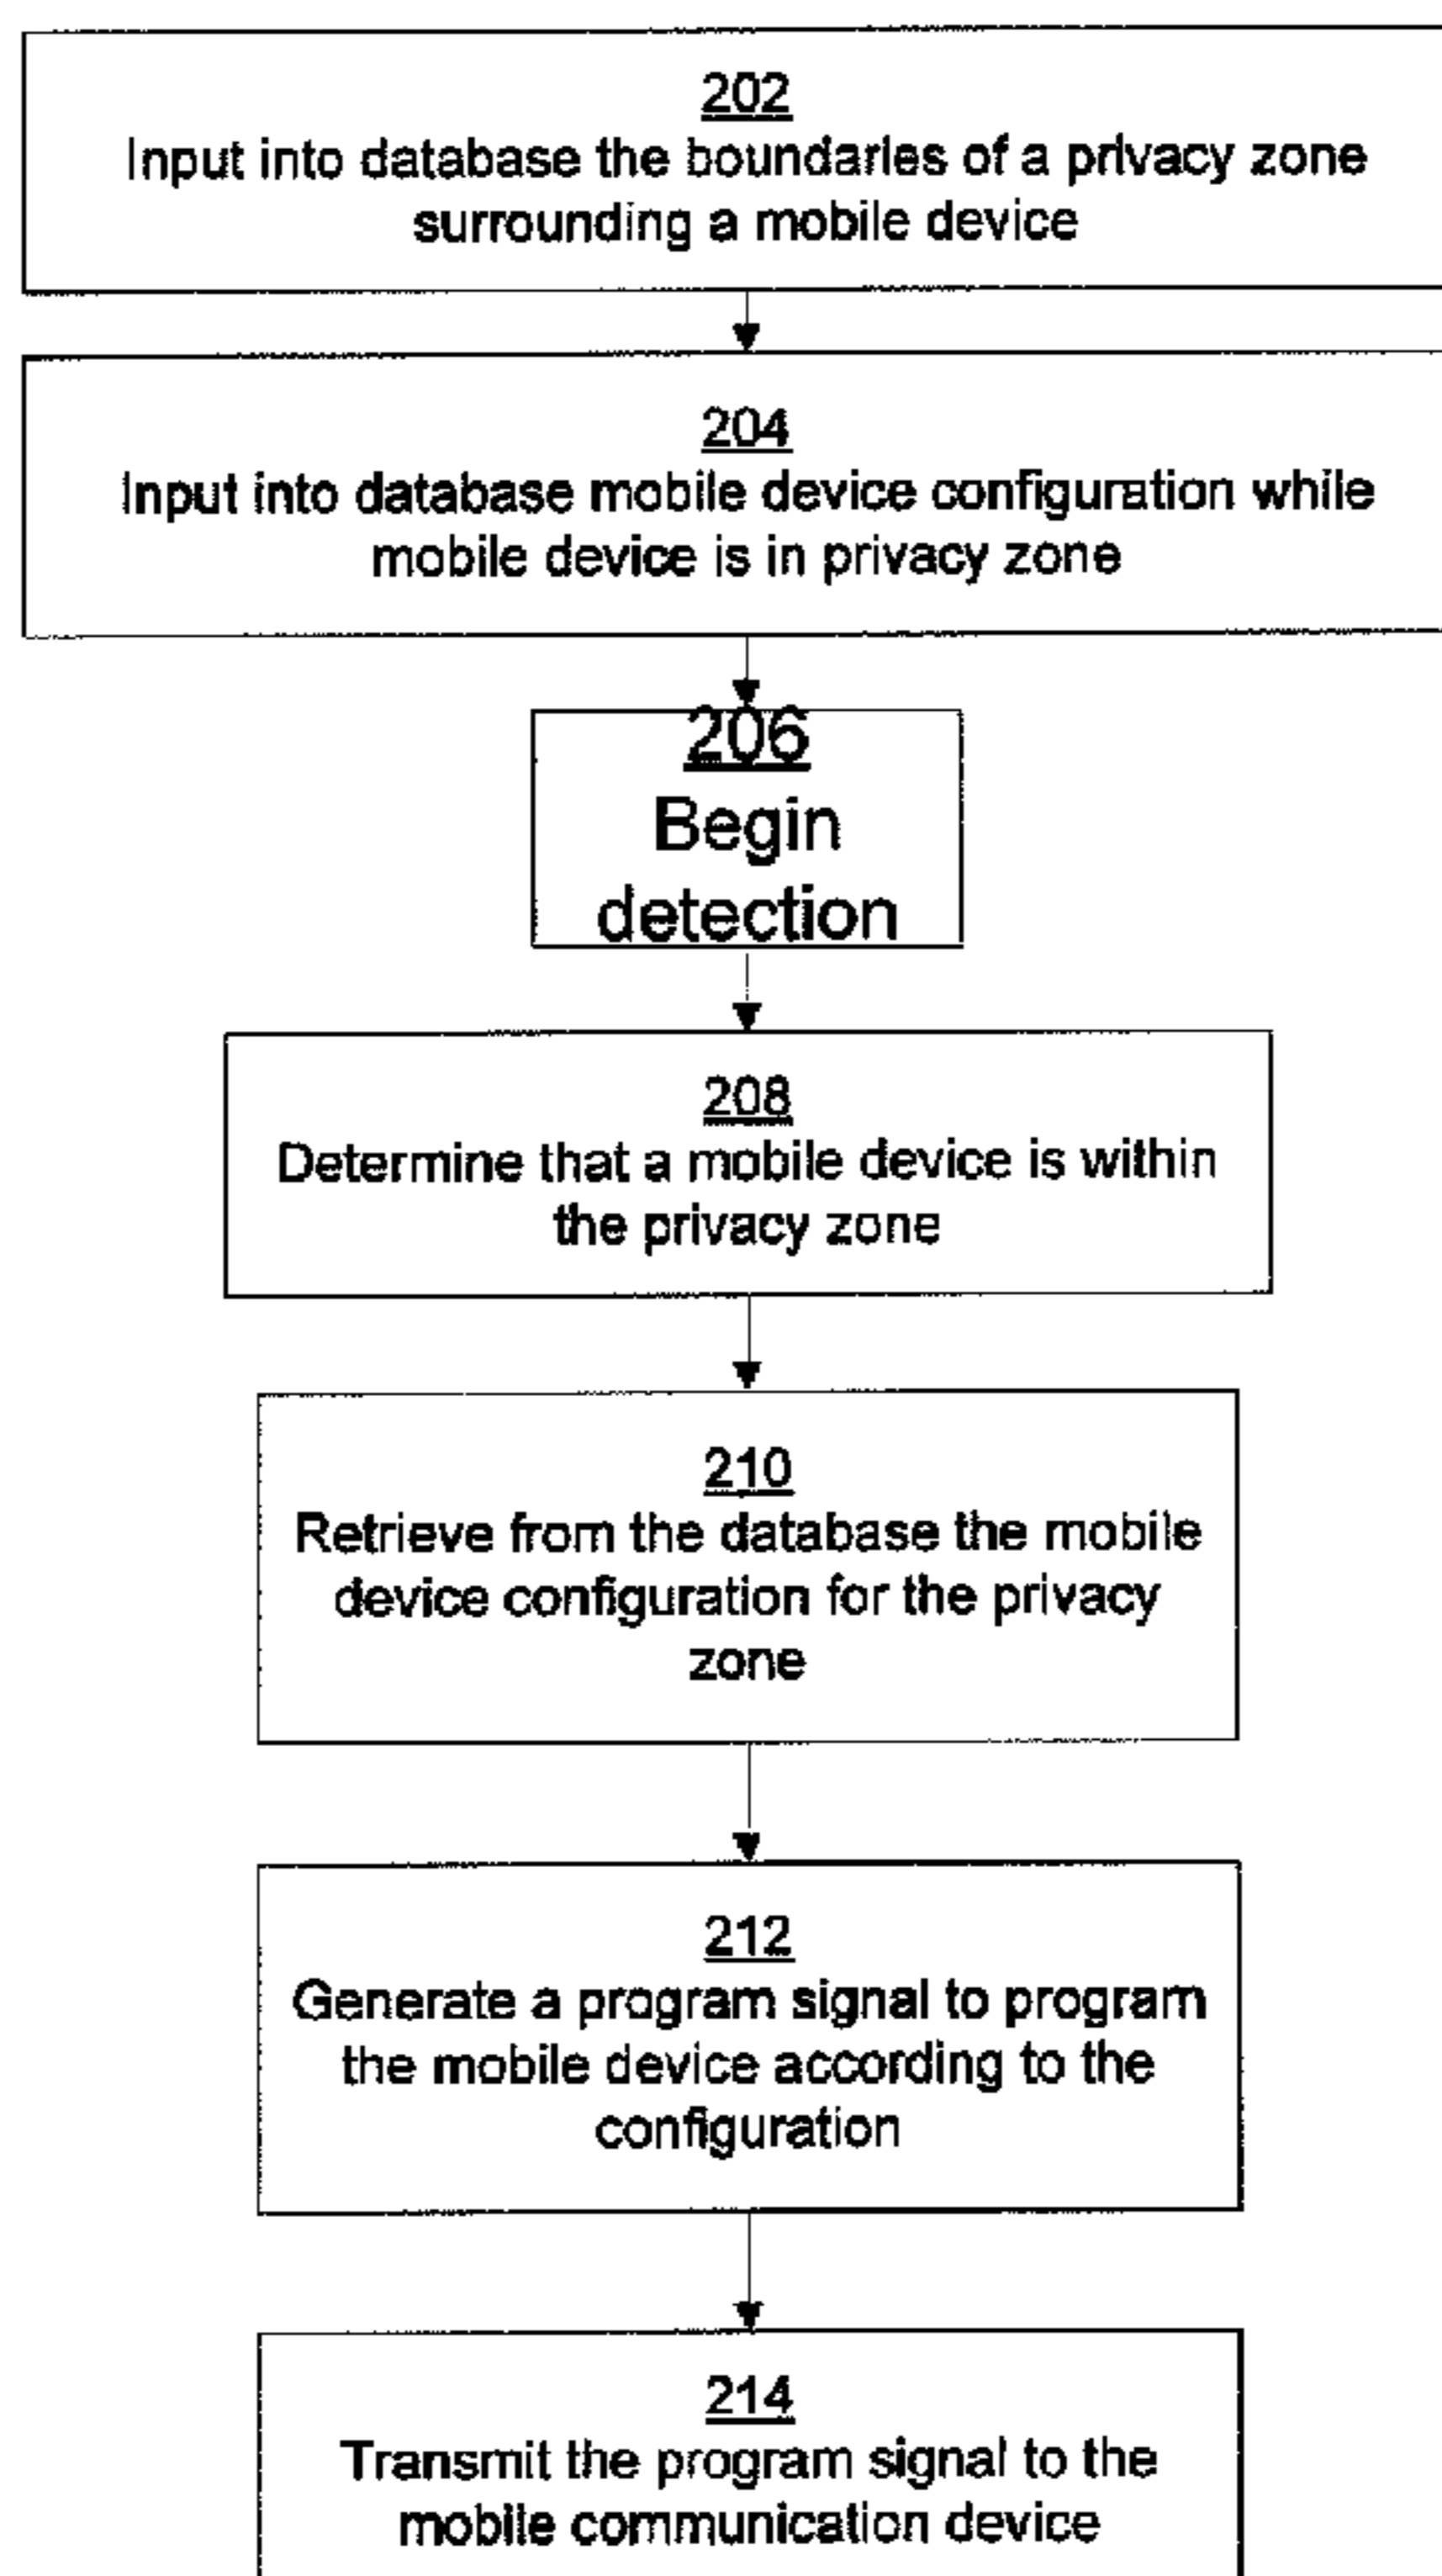 202
Input into database the boundaries of a privacy zone
surrounding a mobile device
204
Input into database mobile device configuration while
mobile device is in privacy zone
206
Begin
detection
208
Determine that a mobile device is within
the privacy zone
210
Retrieve from the database the mobile
device configuration for the privacy
zone
212
Generate a program signal to program
the mobile device according to the
configuration
214
Transmit the program signal to the
mobile communication device